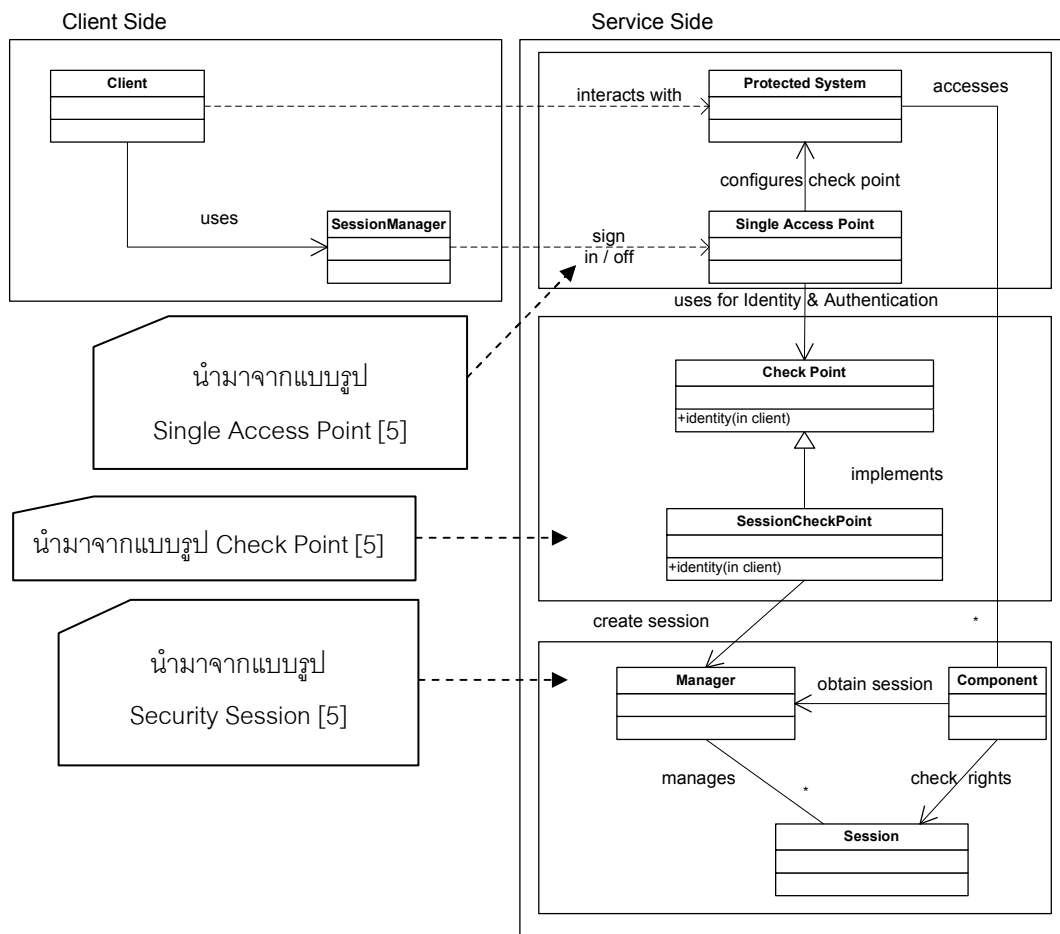 Client Side
Service Side
Client
Protected System
accesses
interacts with
configures check point
uses
SessionManager
Single Access Point
sign
in / off
uses for Identity & Authentication
นำมาจากแบบรูป
Single Access Point [5]
Check Point
+identity(in client)
implements
นำมาจากแบบรูป Check Point [5]
SessionCheckPoint
+identity(in client)
create session
*
นำมาจากแบบรูป
Security Session [5]
Manager
obtain session
Component
manages
*
check rights
Session